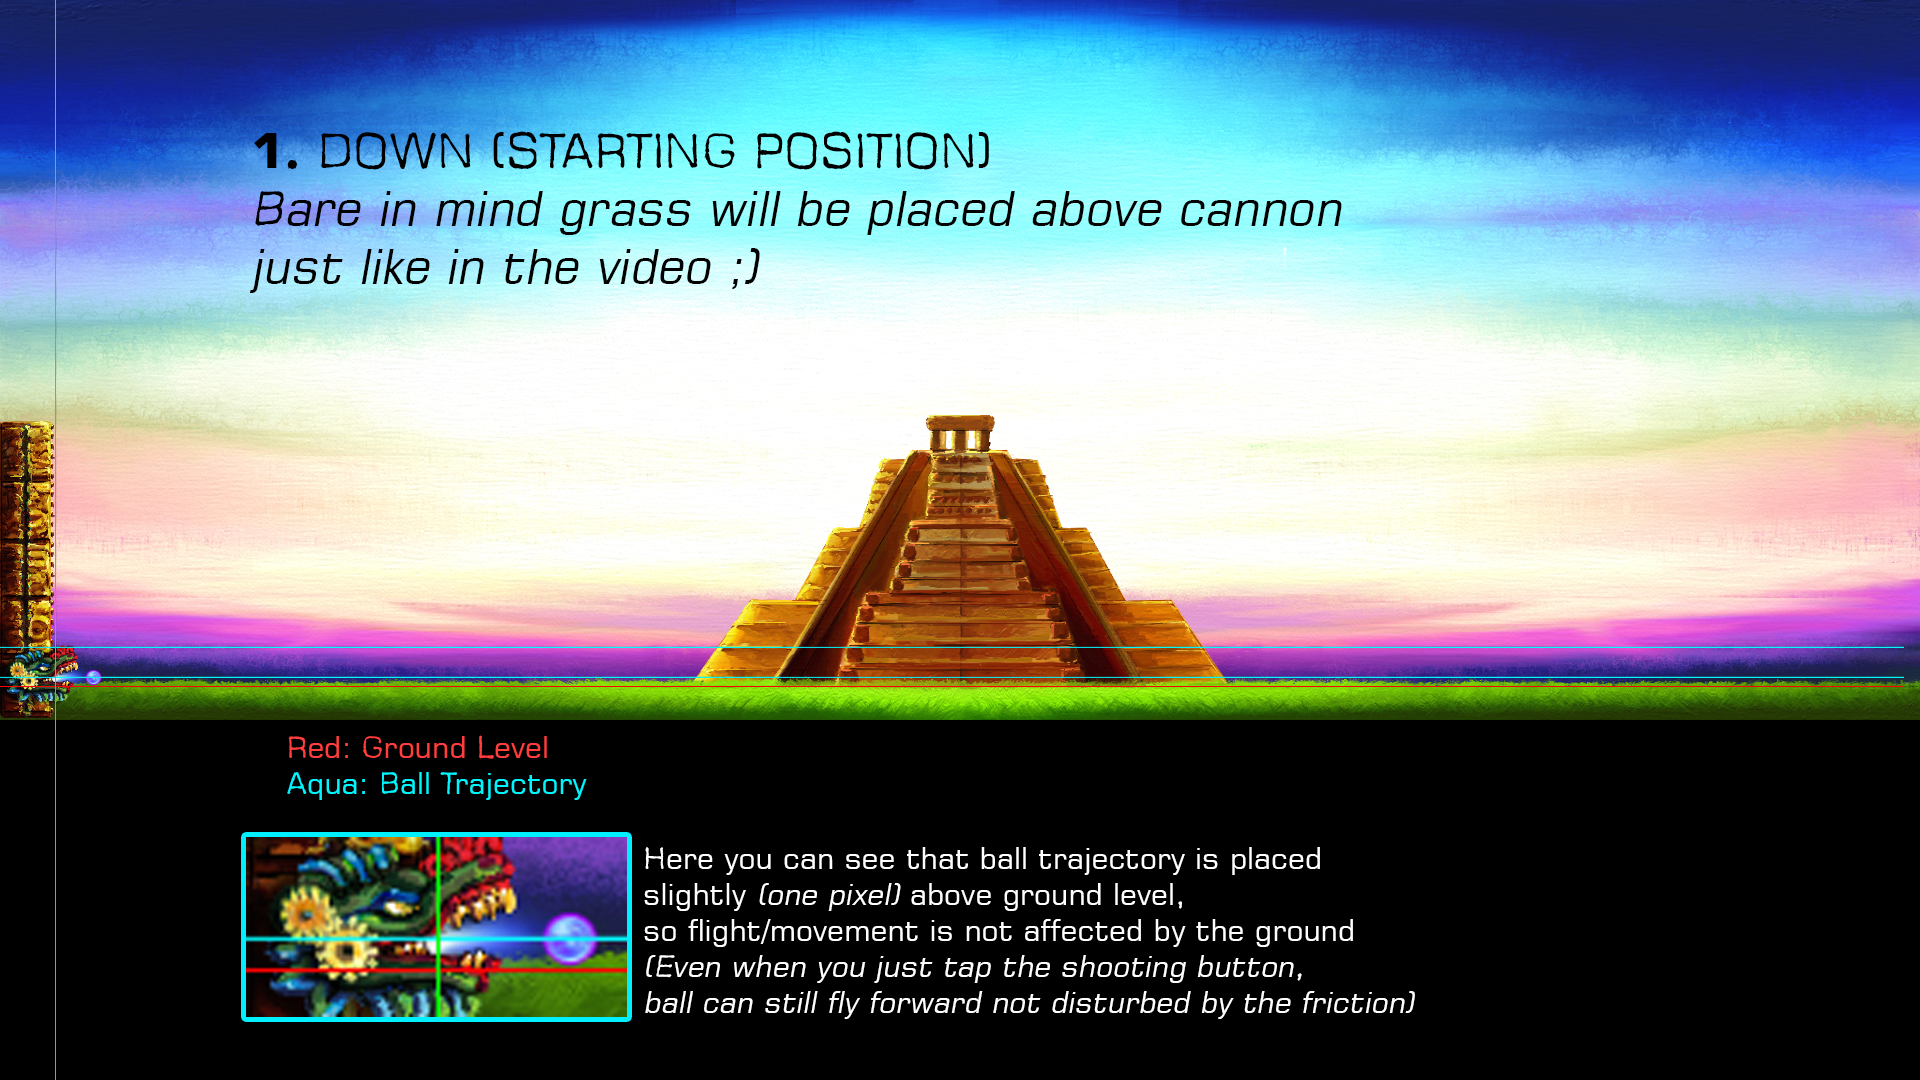 1. DOWN (STARTING POSITION)
Bare in mind grass will be placed above cannon
just like in the video ;)
Red: Ground Level
Aqua: Ball Trajectory
Here you can see that ball trajectory is placed
slightly (one pixel) above ground level,
so flight/movement is not affected by the ground
(Even when you just tap the shooting button,
ball can still fly forward not disturbed by the friction)